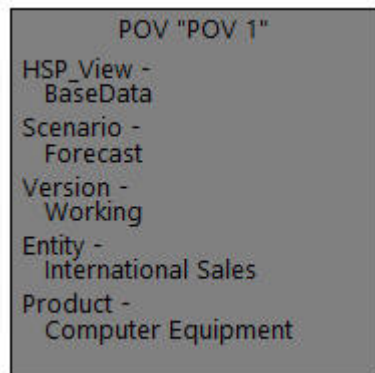 POV "POV 1"
HSP_View -
BaseData
Scenario -
Forecast
Version -
Working
Entity -
International Sales
Product -
Computer Equipment